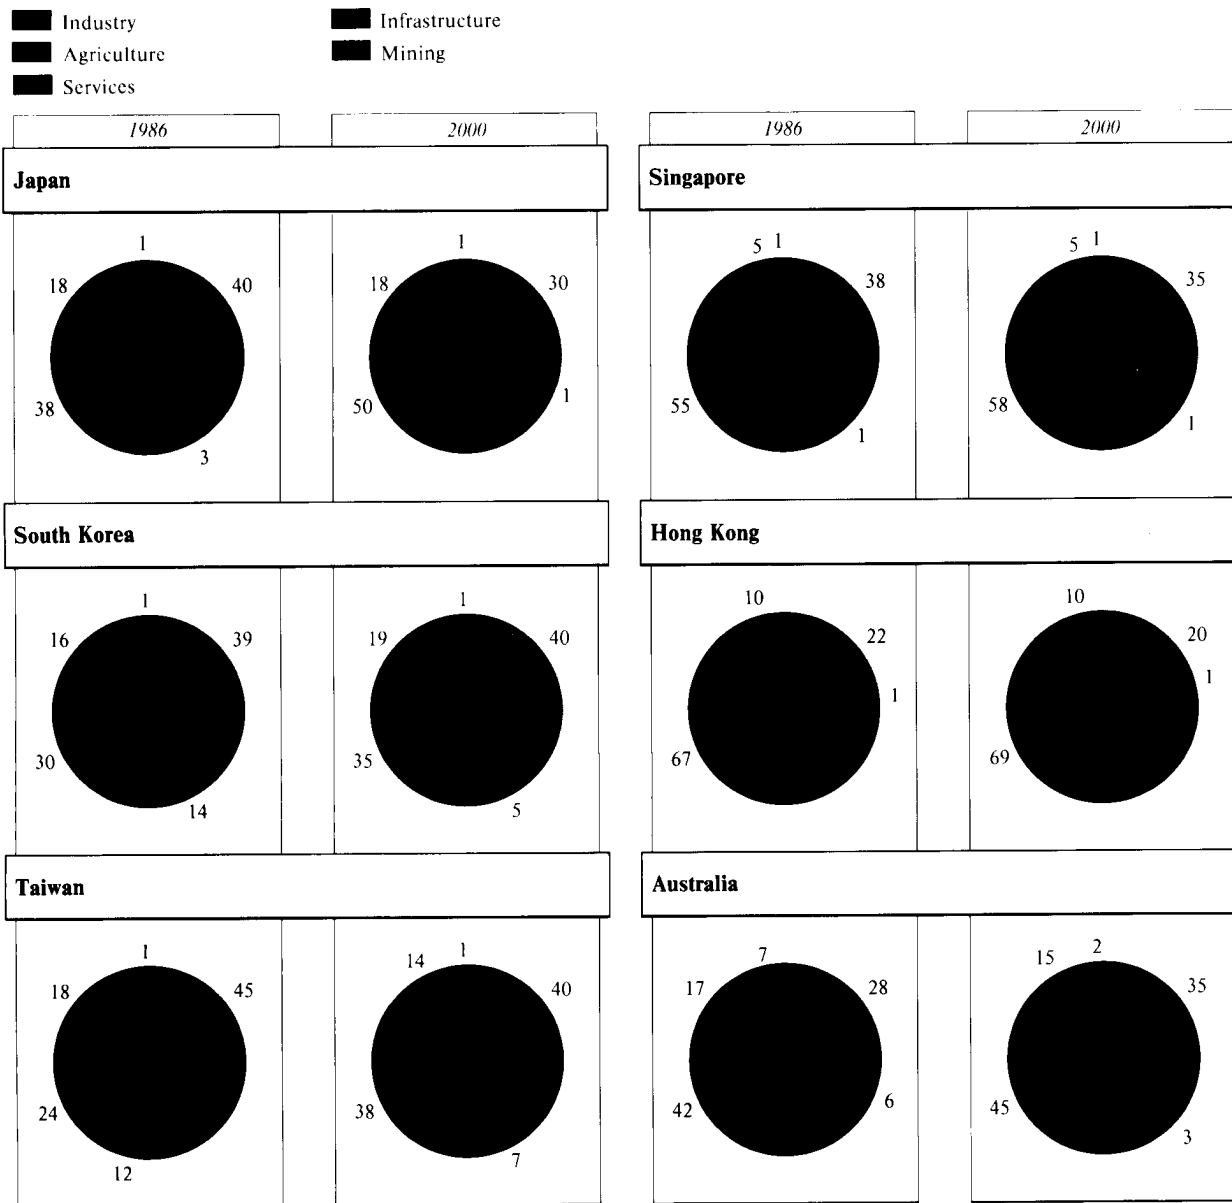 Industry Infrastructure
Agriculture Mining
Services
1986 2000 1986 2000
Japan Singapore
1 1 5 1 5 1
18 40 18 30 38 35
38 50 1 55 58
3 1 1
South Korea Hong Kong
1 1 10 10
16 39 19 40 22 20
1 1
30 35 67 69
14 5
Taiwan Australia
1 14 1 7 15 2
18 45 40 17 28 35
24 38 42 6 45
12 7 3